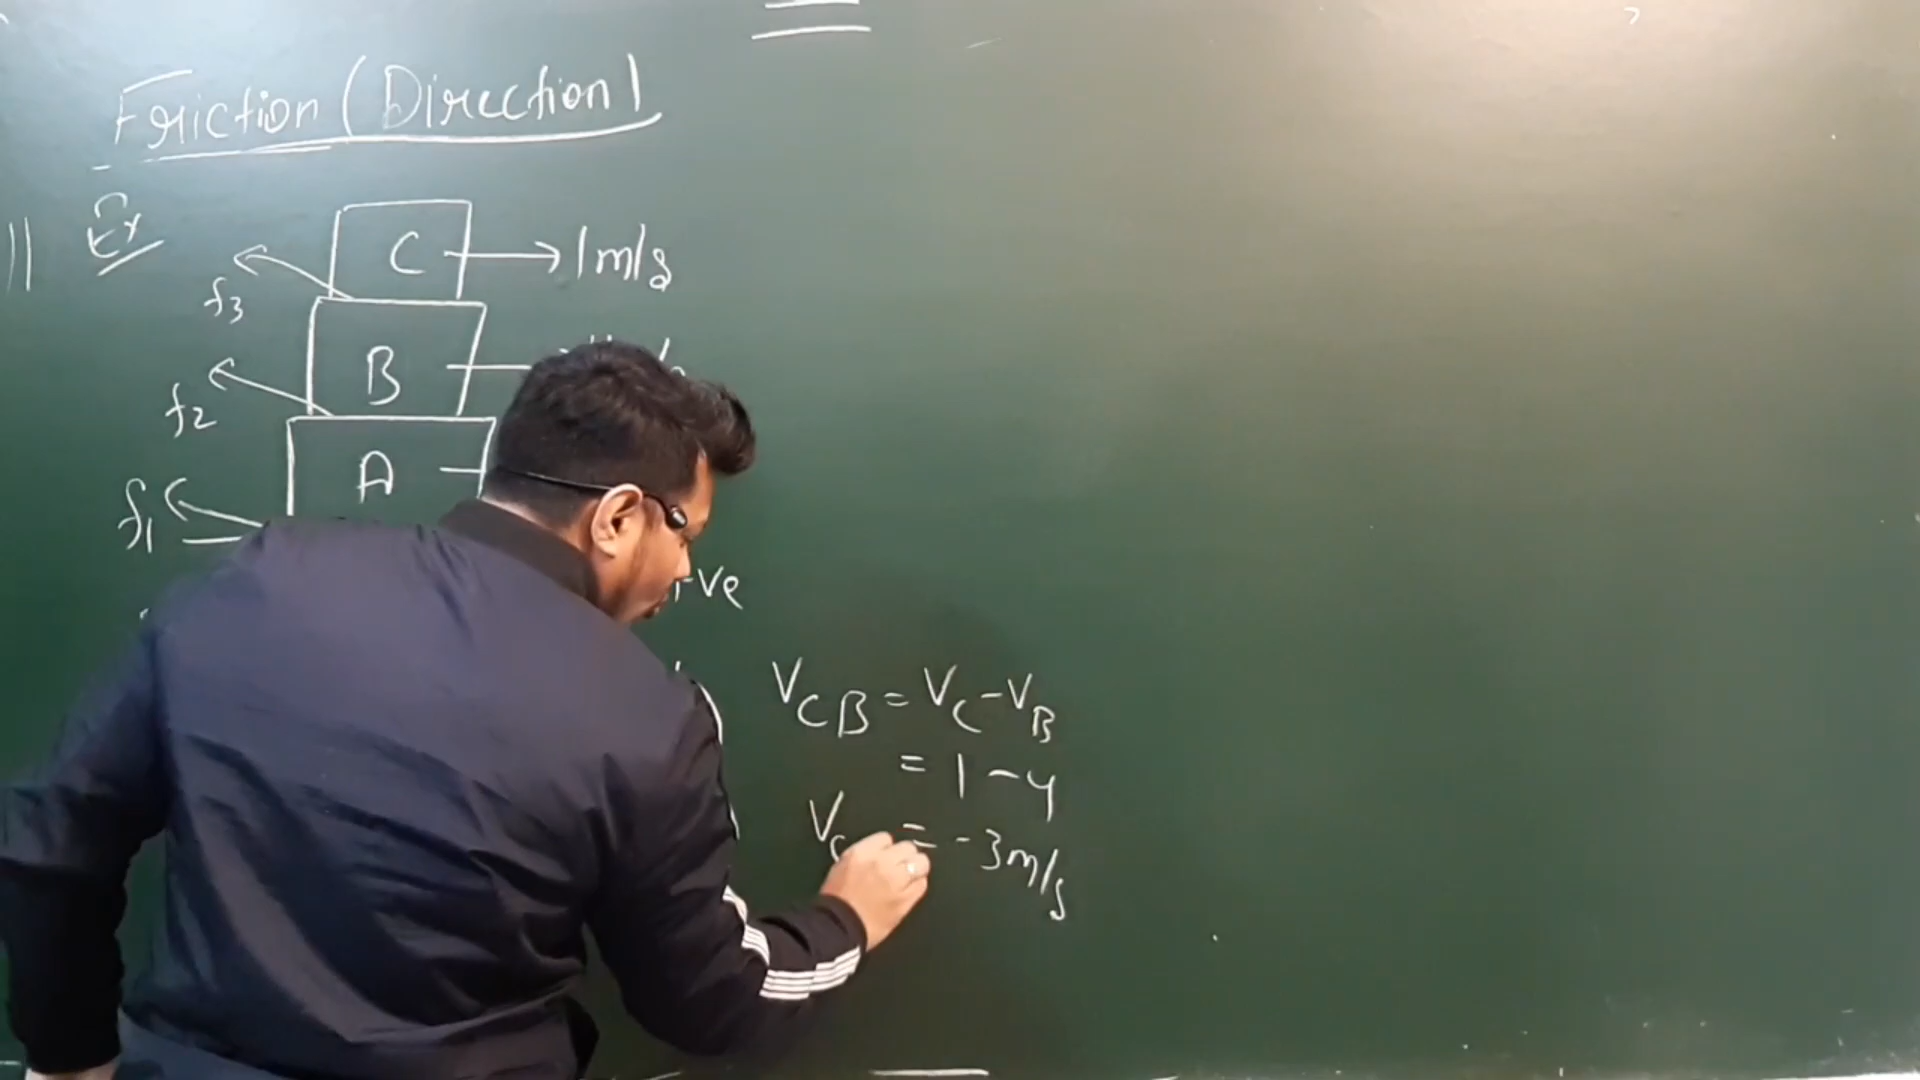 Friction (Direction)
Ex
C
1m/s
f3
B
f2
A
f1
-ve
VCB = VC - VB
= 1 - 4
= -3m/s